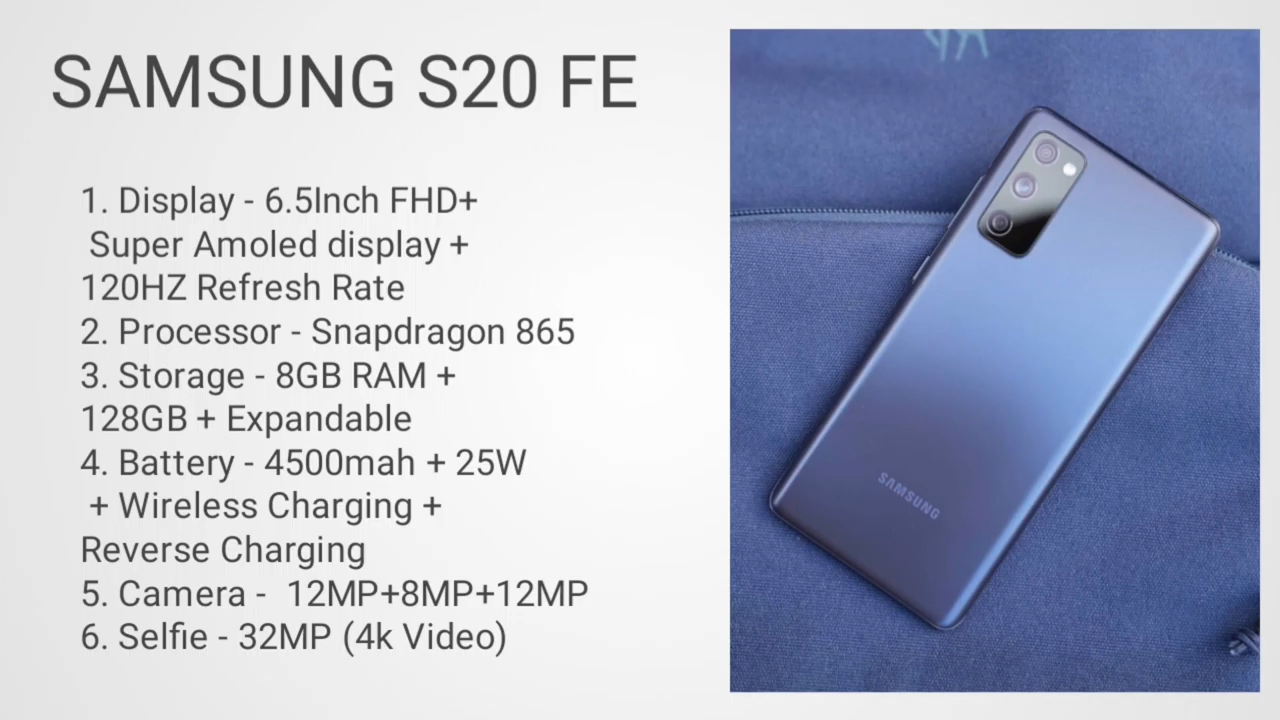 SAMSUNG S20 FE
1. Display - 6.5Inch FHD+
Super Amoled display +
120HZ Refresh Rate
2. Processor - Snapdragon 865
3. Storage - 8GB RAM +
128GB + Expandable
4. Battery - 4500mah + 25W
+ Wireless Charging +
Reverse Charging
5. Camera -  12MP+8MP+12MP
6. Selfie - 32MP (4k Video)
SAMSUNG